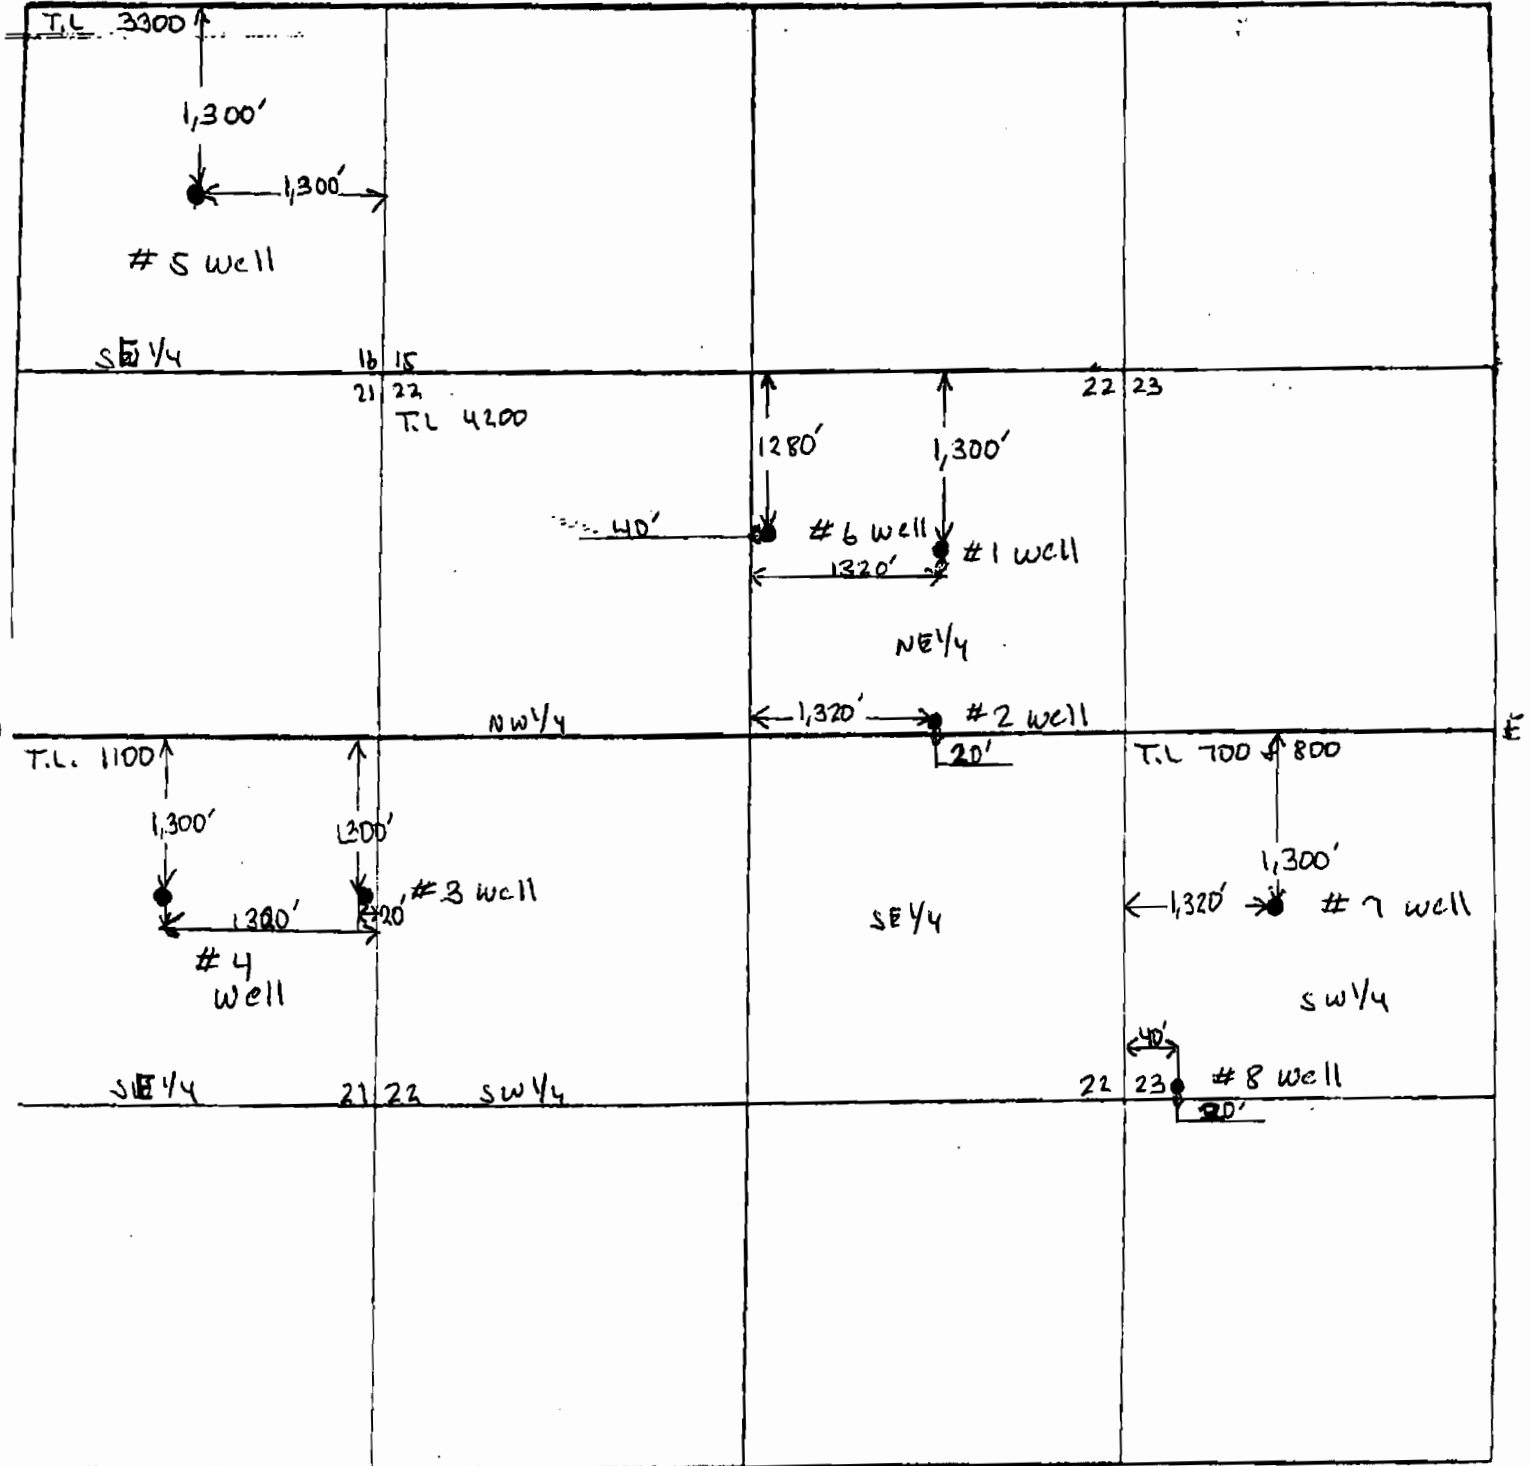 T.L 3300
1,300'
1,300'
# 5 well
SE 1/4
16 15
21 22
22 23
T.L 4200
1280'
1,300'
40'
# 6 well
# 1 well
1320'
NE 1/4
1,320'
# 2 well
NW 1/4
20'
T.L. 1100
T.L 700 & 800
1,300'
1,300'
1,300'
# 3 well
20'
1320'
1,320'
# 7 well
SE 1/4
# 4
well
SW 1/4
40'
SE 1/4
21 22
SW 1/4
22 23
# 8 well
20'